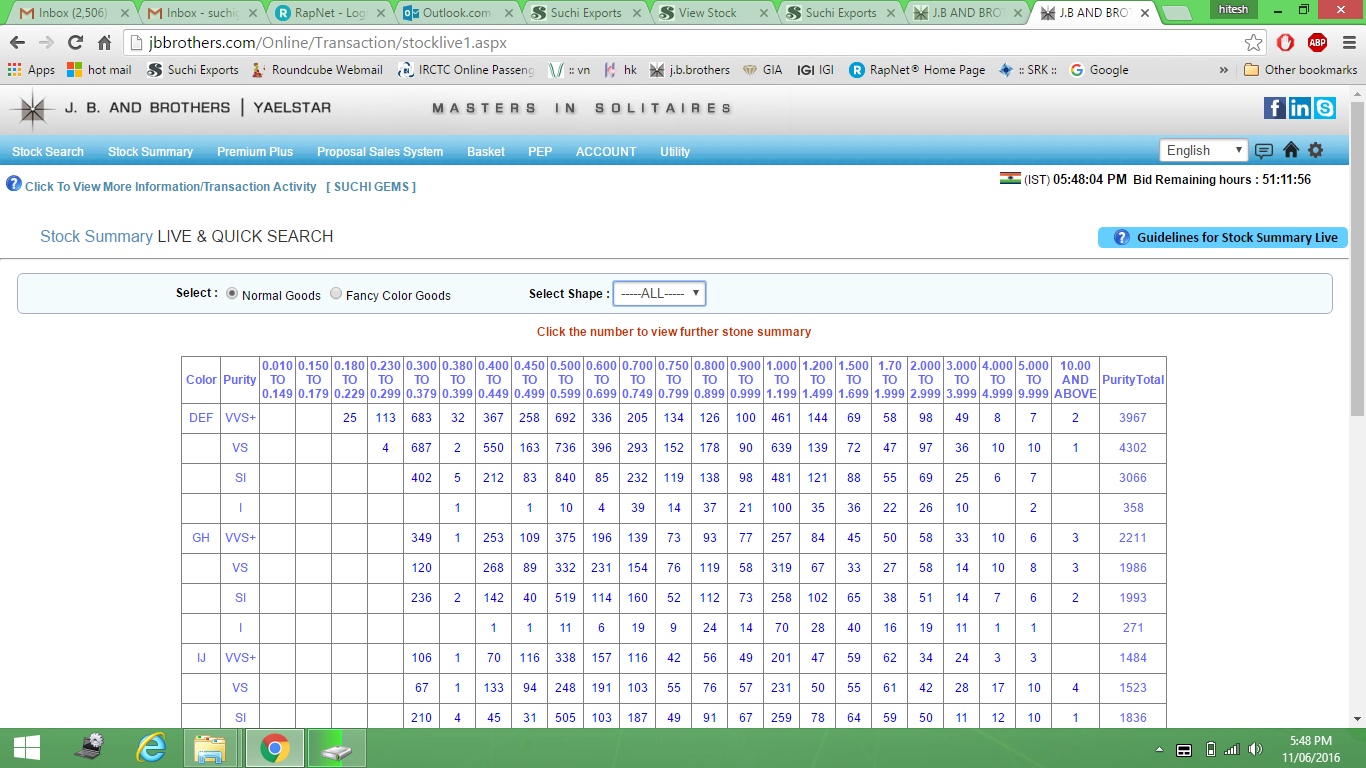 Inbox (2,506)
Inbox - suchi
RapNet - Log
Outlook.com
Suchi Exports
View Stock
Suchi Exports
J.B AND BROT
J.B AND BROT
hitesh
jbbrothers.com/Online/Transaction/stocklive1.aspx
ABP
Apps hot mail Suchi Exports Roundcube Webmail IRCTC Online Passeng :: vn hk j.b.brothers GIA IGI IGI RapNet® Home Page :: SRK :: Google » Other bookmarks
J. B. AND BROTHERS | YAELSTAR MASTERS IN SOLITAIRES
Stock Search Stock Summary Premium Plus Proposal Sales System Basket PEP ACCOUNT Utility English
Click To View More Information/Transaction Activity [ SUCHI GEMS ] (IST) 05:48:04 PM Bid Remaining hours : 51:11:56
Stock Summary LIVE & QUICK SEARCH Guidelines for Stock Summary Live
Select : Normal Goods Fancy Color Goods Select Shape : -----ALL-----
Click the number to view further stone summary
Color Purity 0.010 TO 0.149 0.150 TO 0.179 0.180 TO 0.229 0.230 TO 0.299 0.300 TO 0.379 0.380 TO 0.399 0.400 TO 0.449 0.450 TO 0.499 0.500 TO 0.599 0.600 TO 0.699 0.700 TO 0.749 0.750 TO 0.799 0.800 TO 0.899 0.900 TO 0.999 1.000 TO 1.199 1.200 TO 1.499 1.500 TO 1.699 1.70 TO 1.999 2.000 TO 2.999 3.000 TO 3.999 4.000 TO 4.999 5.000 TO 9.999 10.00 AND ABOVE PurityTotal
DEF VVS+ 25 113 683 32 367 258 692 336 205 134 126 100 461 144 69 58 98 49 8 7 2 3967
VS 4 687 2 550 163 736 396 293 152 178 90 639 139 72 47 97 36 10 10 1 4302
SI 402 5 212 83 840 85 232 119 138 98 481 121 88 55 69 25 6 7 3066
I 1 1 10 4 39 14 37 21 100 35 36 22 26 10 2 358
GH VVS+ 349 1 253 109 375 196 139 73 93 77 257 84 45 50 58 33 10 6 3 2211
VS 120 268 89 332 231 154 76 119 58 319 67 33 27 58 14 10 8 3 1986
SI 236 2 142 40 519 114 160 52 112 73 258 102 65 38 51 14 7 6 2 1993
I 1 1 11 6 19 9 24 14 70 28 40 16 19 11 1 1 271
IJ VVS+ 106 1 70 116 338 157 116 42 56 49 201 47 59 62 34 24 3 3 1484
VS 67 1 133 94 248 191 103 55 76 57 231 50 55 61 42 28 17 10 4 1523
SI 210 4 45 31 505 103 187 49 91 67 259 78 64 59 50 11 12 10 1 1836
5:48 PM
11/06/2016